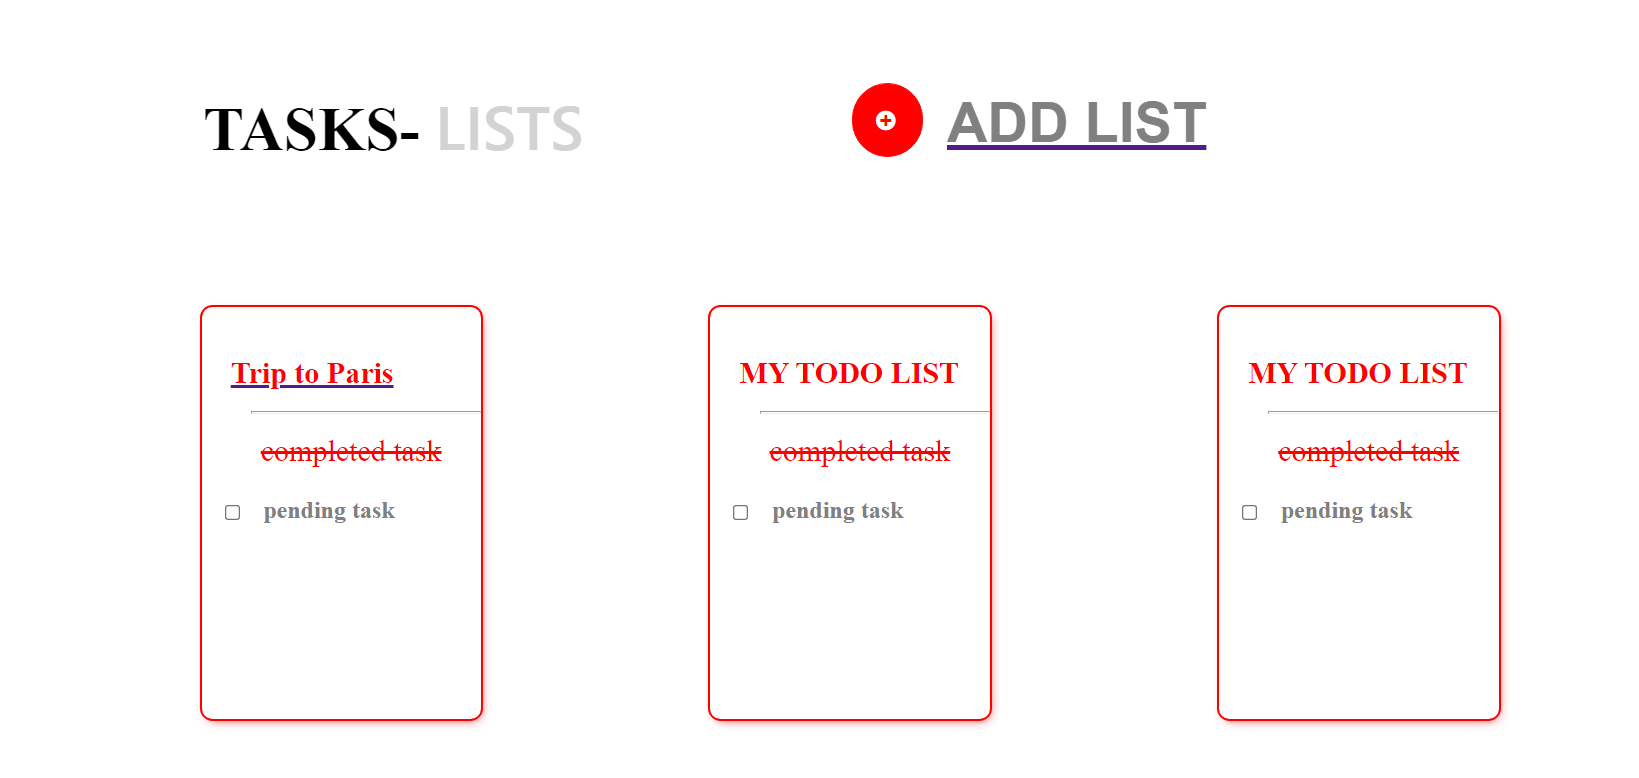 TASKS- LISTS
ADD LIST
Trip to Paris
completed task
pending task
MY TODO LIST
completed task
pending task
MY TODO LIST
completed task
pending task